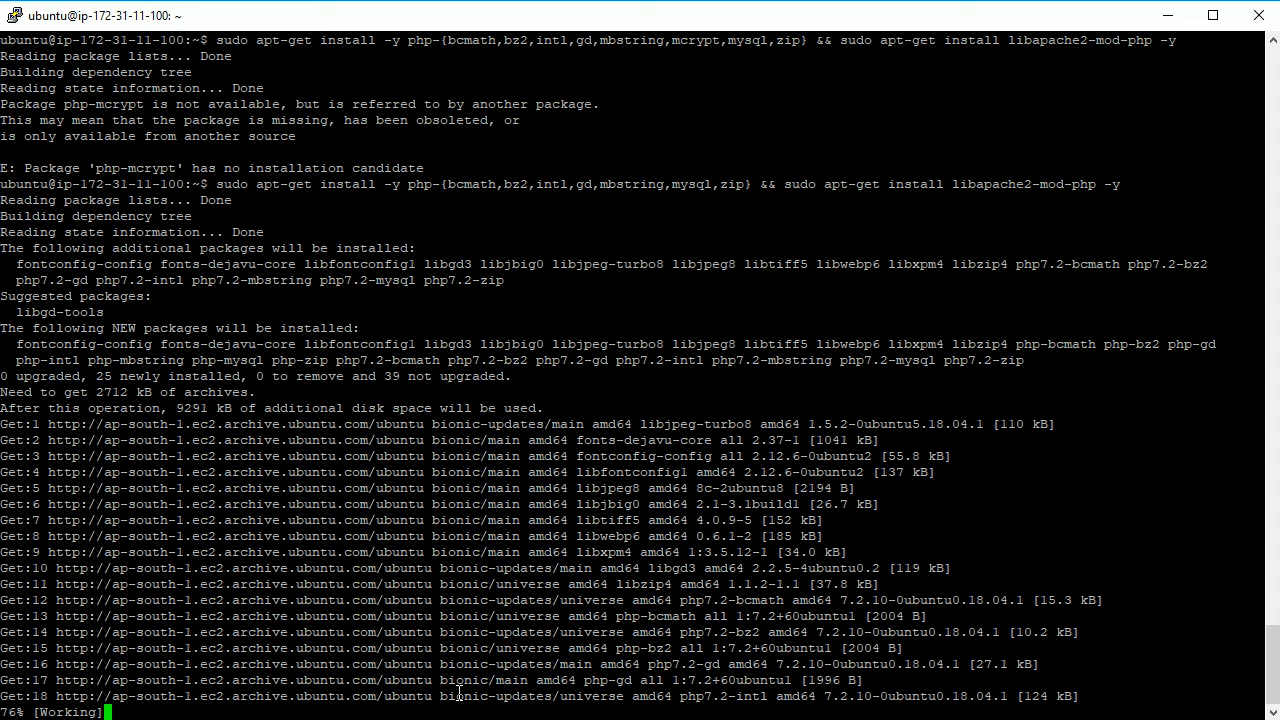 ubuntu@ip-172-31-11-100: ~
ubuntu@ip-172-31-11-100:~$ sudo apt-get install -y php-{bcmath,bz2,intl,gd,mbstring,mcrypt,mysql,zip} && sudo apt-get install libapache2-mod-php -y
Reading package lists... Done
Building dependency tree
Reading state information... Done
Package php-mcrypt is not available, but is referred to by another package.
This may mean that the package is missing, has been obsoleted, or
is only available from another source
E: Package 'php-mcrypt' has no installation candidate
ubuntu@ip-172-31-11-100:~$ sudo apt-get install -y php-{bcmath,bz2,intl,gd,mbstring,mysql,zip} && sudo apt-get install libapache2-mod-php -y
Reading package lists... Done
Building dependency tree
Reading state information... Done
The following additional packages will be installed:
fontconfig-config fonts-dejavu-core libfontconfig1 libgd3 libjbig0 libjpeg-turbo8 libjpeg8 libtiff5 libwebp6 libxpm4 libzip4 php7.2-bcmath php7.2-bz2
php7.2-gd php7.2-intl php7.2-mbstring php7.2-mysql php7.2-zip
Suggested packages:
libgd-tools
The following NEW packages will be installed:
fontconfig-config fonts-dejavu-core libfontconfig1 libgd3 libjbig0 libjpeg-turbo8 libjpeg8 libtiff5 libwebp6 libxpm4 libzip4 php-bcmath php-bz2 php-gd
php-intl php-mbstring php-mysql php-zip php7.2-bcmath php7.2-bz2 php7.2-gd php7.2-intl php7.2-mbstring php7.2-mysql php7.2-zip
0 upgraded, 25 newly installed, 0 to remove and 39 not upgraded.
Need to get 2712 kB of archives.
After this operation, 9291 kB of additional disk space will be used.
Get:1 http://ap-south-1.ec2.archive.ubuntu.com/ubuntu bionic-updates/main amd64 libjpeg-turbo8 amd64 1.5.2-0ubuntu5.18.04.1 [110 kB]
Get:2 http://ap-south-1.ec2.archive.ubuntu.com/ubuntu bionic/main amd64 fonts-dejavu-core all 2.37-1 [1041 kB]
Get:3 http://ap-south-1.ec2.archive.ubuntu.com/ubuntu bionic/main amd64 fontconfig-config all 2.12.6-0ubuntu2 [55.8 kB]
Get:4 http://ap-south-1.ec2.archive.ubuntu.com/ubuntu bionic/main amd64 libfontconfig1 amd64 2.12.6-0ubuntu2 [137 kB]
Get:5 http://ap-south-1.ec2.archive.ubuntu.com/ubuntu bionic/main amd64 libjpeg8 amd64 8c-2ubuntu8 [2194 B]
Get:6 http://ap-south-1.ec2.archive.ubuntu.com/ubuntu bionic/main amd64 libjbig0 amd64 2.1-3.1build1 [26.7 kB]
Get:7 http://ap-south-1.ec2.archive.ubuntu.com/ubuntu bionic/main amd64 libtiff5 amd64 4.0.9-5 [152 kB]
Get:8 http://ap-south-1.ec2.archive.ubuntu.com/ubuntu bionic/main amd64 libwebp6 amd64 0.6.1-2 [185 kB]
Get:9 http://ap-south-1.ec2.archive.ubuntu.com/ubuntu bionic/main amd64 libxpm4 amd64 1:3.5.12-1 [34.0 kB]
Get:10 http://ap-south-1.ec2.archive.ubuntu.com/ubuntu bionic-updates/main amd64 libgd3 amd64 2.2.5-4ubuntu0.2 [119 kB]
Get:11 http://ap-south-1.ec2.archive.ubuntu.com/ubuntu bionic/universe amd64 libzip4 amd64 1.1.2-1.1 [37.8 kB]
Get:12 http://ap-south-1.ec2.archive.ubuntu.com/ubuntu bionic-updates/universe amd64 php7.2-bcmath amd64 7.2.10-0ubuntu0.18.04.1 [15.3 kB]
Get:13 http://ap-south-1.ec2.archive.ubuntu.com/ubuntu bionic/universe amd64 php-bcmath all 1:7.2+60ubuntu1 [2004 B]
Get:14 http://ap-south-1.ec2.archive.ubuntu.com/ubuntu bionic-updates/universe amd64 php7.2-bz2 amd64 7.2.10-0ubuntu0.18.04.1 [10.2 kB]
Get:15 http://ap-south-1.ec2.archive.ubuntu.com/ubuntu bionic/universe amd64 php-bz2 all 1:7.2+60ubuntu1 [2004 B]
Get:16 http://ap-south-1.ec2.archive.ubuntu.com/ubuntu bionic-updates/main amd64 php7.2-gd amd64 7.2.10-0ubuntu0.18.04.1 [27.1 kB]
Get:17 http://ap-south-1.ec2.archive.ubuntu.com/ubuntu bionic/main amd64 php-gd all 1:7.2+60ubuntu1 [1996 B]
Get:18 http://ap-south-1.ec2.archive.ubuntu.com/ubuntu bionic-updates/universe amd64 php7.2-intl amd64 7.2.10-0ubuntu0.18.04.1 [124 kB]
76% [Working]